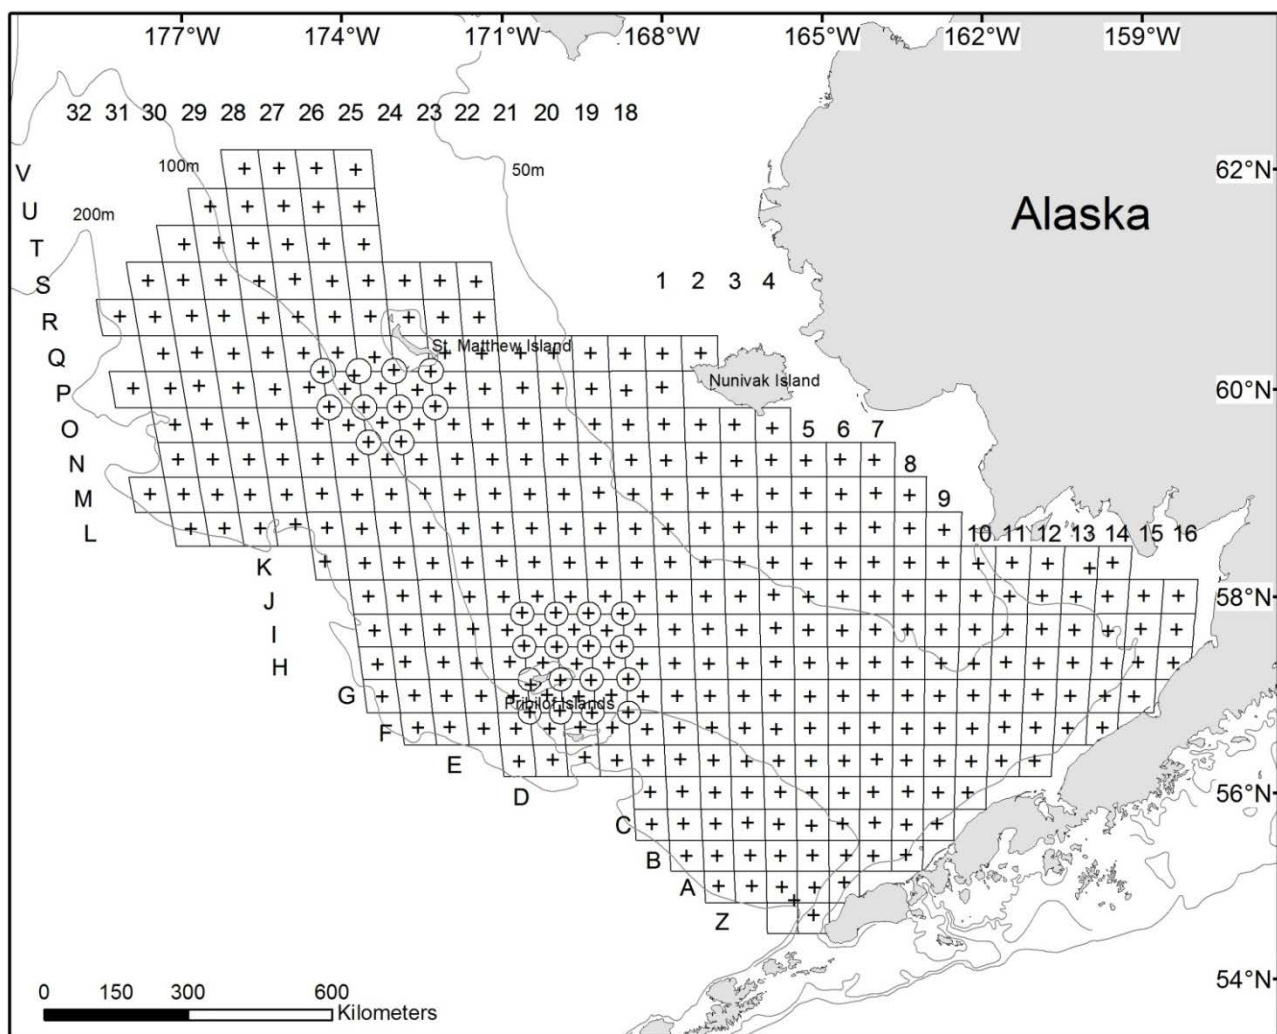 177°W 174°W 171°W 168°W 165°W 162°W 159°W
32 31 30 29 28 27 26 25 24 23 22 21 20 19 18
100m
50m
62°N
V
U
200m
Alaska
T
S
1 2 3 4
R
Q
St. Matthew Island
P
Nunivak Island
60°N
O
5 6 7
N
8
M
9
L
10 11 12 13 14 15 16
K
J
58°N
I
H
G
Pribilof Islands
F
E
D
56°N
C
B
A
Z
54°N
0 150 300 600
Kilometers